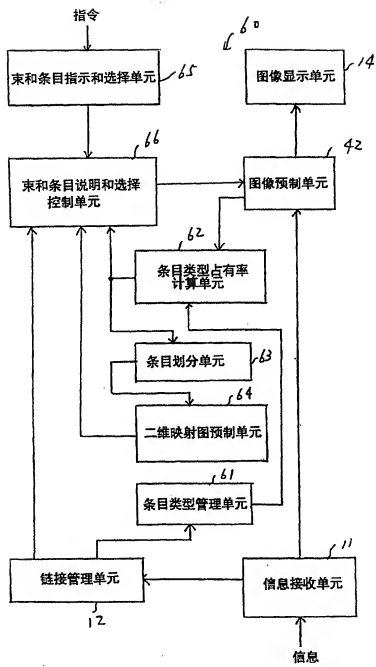 指令
60
束和条目指示和选择单元
65
图像显示单元
14
66
束和条目说明和选择
控制单元
42
图像预制单元
62
条目类型占有率
计算单元
条目划分单元
63
64
二维映射图预制单元
61
条目类型管理单元
链接管理单元
12
11
信息接收单元
信息